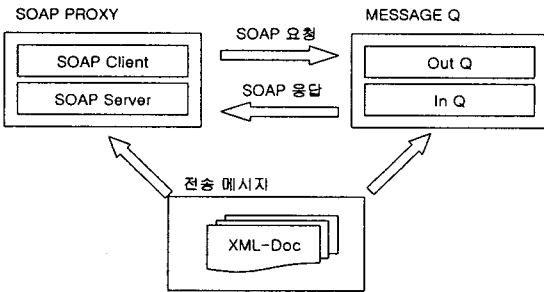 SOAP PROXY
MESSAGE Q
SOAP Client
SOAP Server
SOAP 요청
SOAP 응답
Out Q
In Q
전송 메시자
XML-Doc